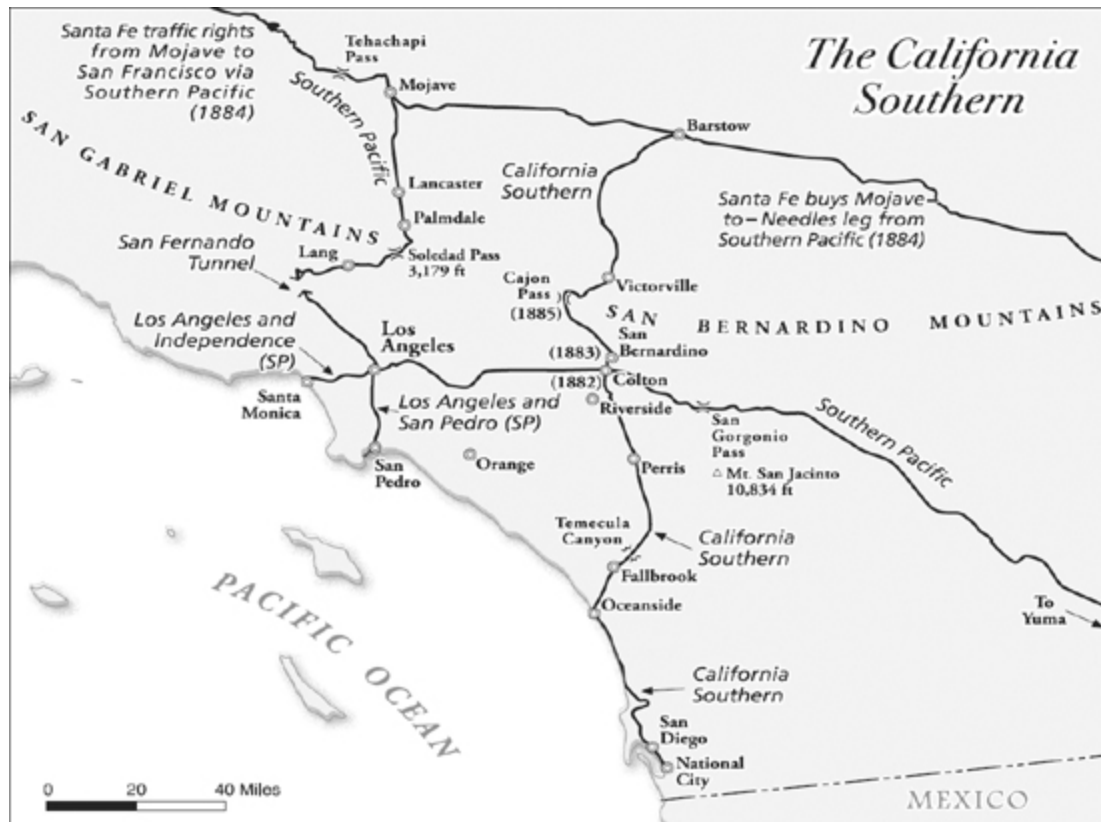 The California
Southern
Santa Fe traffic rights
from Mojave to
San Francisco via
Southern Pacific
(1884)
Tehachapi
Pass
Mojave
Southern Pacific
Barstow
California
Southern
SAN GABRIEL MOUNTAINS
Lancaster
Palmdale
Santa Fe buys Mojave
to–Needles leg from
Southern Pacific (1884)
San Fernando
Tunnel
Lang
Soledad Pass
3,179 ft
Cajon
Pass
(1885)
Victorville
SAN BERNARDINO MOUNTAINS
Los Angeles and
Independence
(SP)
Los
Angeles
(1883)
San
Bernardino
(1882)
Colton
Santa
Monica
Los Angeles and
San Pedro (SP)
Riverside
San
Gorgonio
Pass
Southern Pacific
San
Pedro
Orange
Perris
Mt. San Jacinto
10,834 ft
Temecula
Canyon
California
Southern
Fallbrook
Oceanside
To
Yuma
PACIFIC OCEAN
California
Southern
San
Diego
National
City
0 20 40 Miles
MEXICO